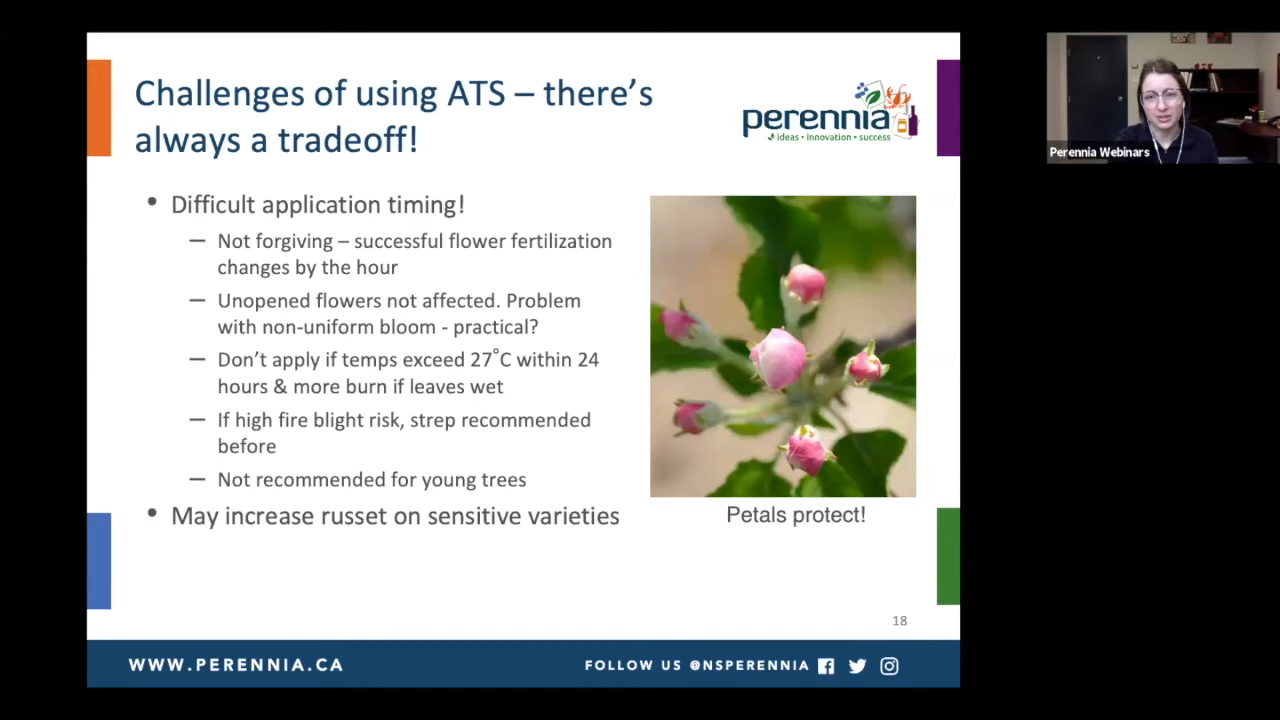 Challenges of using ATS – there's
always a tradeoff!
perennia
ideas • innovation • success
• Difficult application timing!
— Not forgiving – successful flower fertilization
changes by the hour
— Unopened flowers not affected. Problem
with non-uniform bloom - practical?
— Don't apply if temps exceed 27°C within 24
hours & more burn if leaves wet
— If high fire blight risk, strep recommended
before
— Not recommended for young trees
• May increase russet on sensitive varieties
Petals protect!
18
WWW.PERENNIA.CA
FOLLOW US @NSPERENNIA
Perennia Webinars